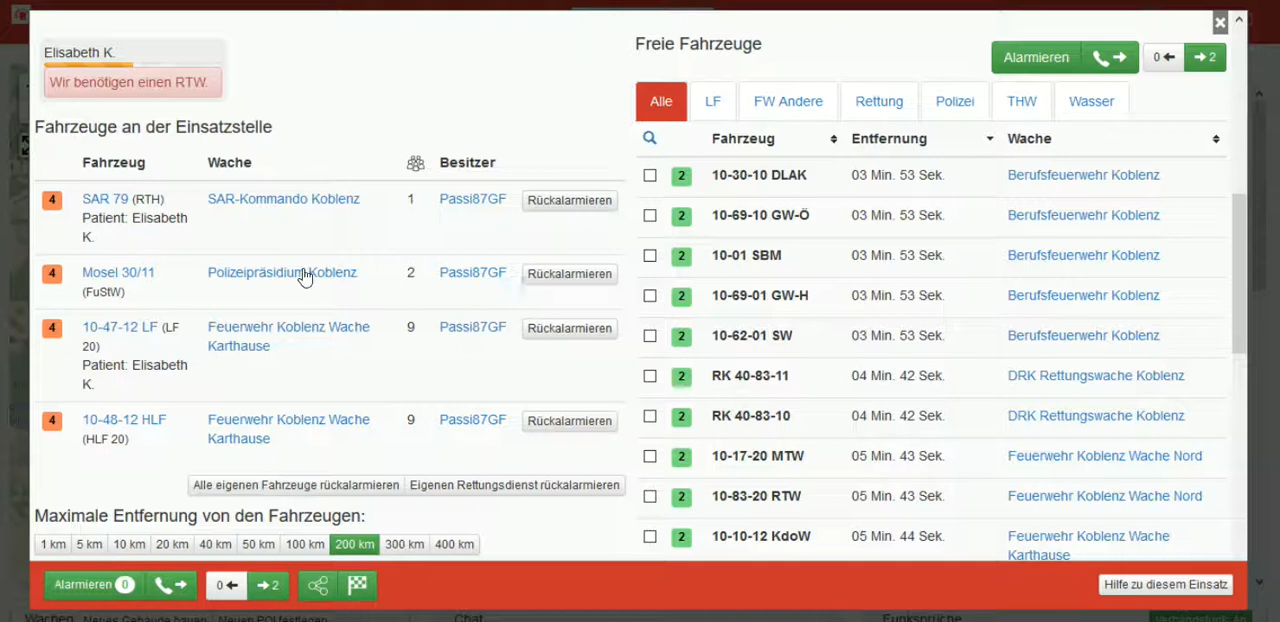 Elisabeth K.
Wir benötigen einen RTW.
Fahrzeuge an der Einsatzstelle
Fahrzeug Wache Besitzer
4 SAR 79 (RTH) SAR-Kommando Koblenz 1 Passi87GF Rückalarmieren
Patient: Elisabeth
K.
4 Mosel 30/11 Polizeipräsidium Koblenz 2 Passi87GF Rückalarmieren
(FuStW)
4 10-47-12 LF (LF Feuerwehr Koblenz Wache 9 Passi87GF Rückalarmieren
20) Karthause
Patient: Elisabeth
K.
4 10-48-12 HLF Feuerwehr Koblenz Wache 9 Passi87GF Rückalarmieren
(HLF 20) Karthause
Alle eigenen Fahrzeuge rückalarmieren Eigenen Rettungsdienst rückalarmieren
Maximale Entfernung von den Fahrzeugen:
1 km 5 km 10 km 20 km 40 km 50 km 100 km 200 km 300 km 400 km
Freie Fahrzeuge
Alarmieren 0 2
Alle LF FW Andere Rettung Polizei THW Wasser
Fahrzeug Entfernung Wache
2 10-30-10 DLAK 03 Min. 53 Sek. Berufsfeuerwehr Koblenz
2 10-69-10 GW-Ö 03 Min. 53 Sek. Berufsfeuerwehr Koblenz
2 10-01 SBM 03 Min. 53 Sek. Berufsfeuerwehr Koblenz
2 10-69-01 GW-H 03 Min. 53 Sek. Berufsfeuerwehr Koblenz
2 10-62-01 SW 03 Min. 53 Sek. Berufsfeuerwehr Koblenz
2 RK 40-83-11 04 Min. 42 Sek. DRK Rettungswache Koblenz
2 RK 40-83-10 04 Min. 42 Sek. DRK Rettungswache Koblenz
2 10-17-20 MTW 05 Min. 43 Sek. Feuerwehr Koblenz Wache Nord
2 10-83-20 RTW 05 Min. 43 Sek. Feuerwehr Koblenz Wache Nord
2 10-10-12 KdoW 05 Min. 44 Sek. Feuerwehr Koblenz Wache
Karthause
Alarmieren 0 0 2 Hilfe zu diesem Einsatz
Wachen Neues Gebäude bauen Neuen POI festlegen Chat Funksprüche